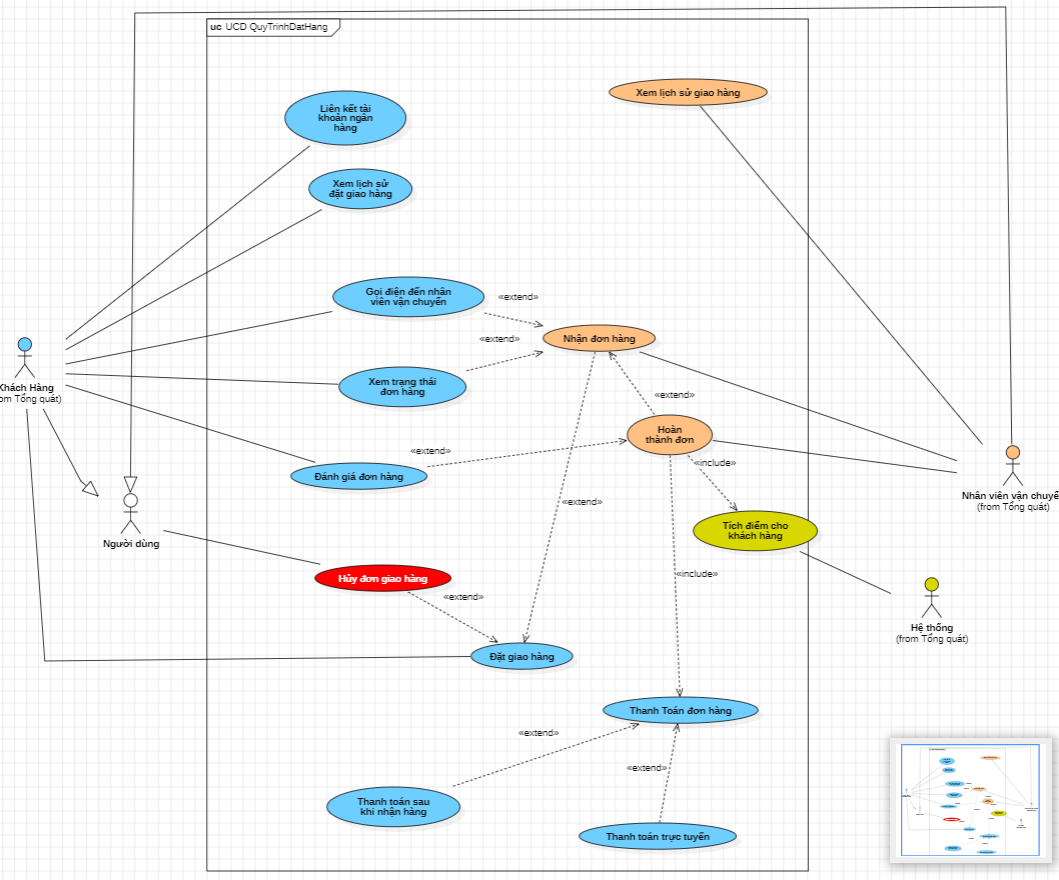 uc UCD QuyTrinhDatHang
Liên kết tài
khoản ngân
hàng
Xem lịch sử giao hàng
Xem lịch sử
đặt giao hàng
Gọi điện đến nhân
viên vận chuyển
«extend»
Nhận đơn hàng
«extend»
Khách Hàng
om Tổng quát)
Xem trạng thái
đơn hàng
«extend»
Hoàn
thành đơn
«extend»
«include»
Đánh giá đơn hàng
Nhân viên vận chuyể
(from Tổng quát)
«extend»
Tích điểm cho
khách hàng
Người dùng
Hủy đơn giao hàng
«include»
«extend»
Hệ thống
(from Tổng quát)
Đặt giao hàng
Thanh Toán đơn hàng
«extend»
«extend»
Thanh toán sau
khi nhận hàng
Thanh toán trực tuyến